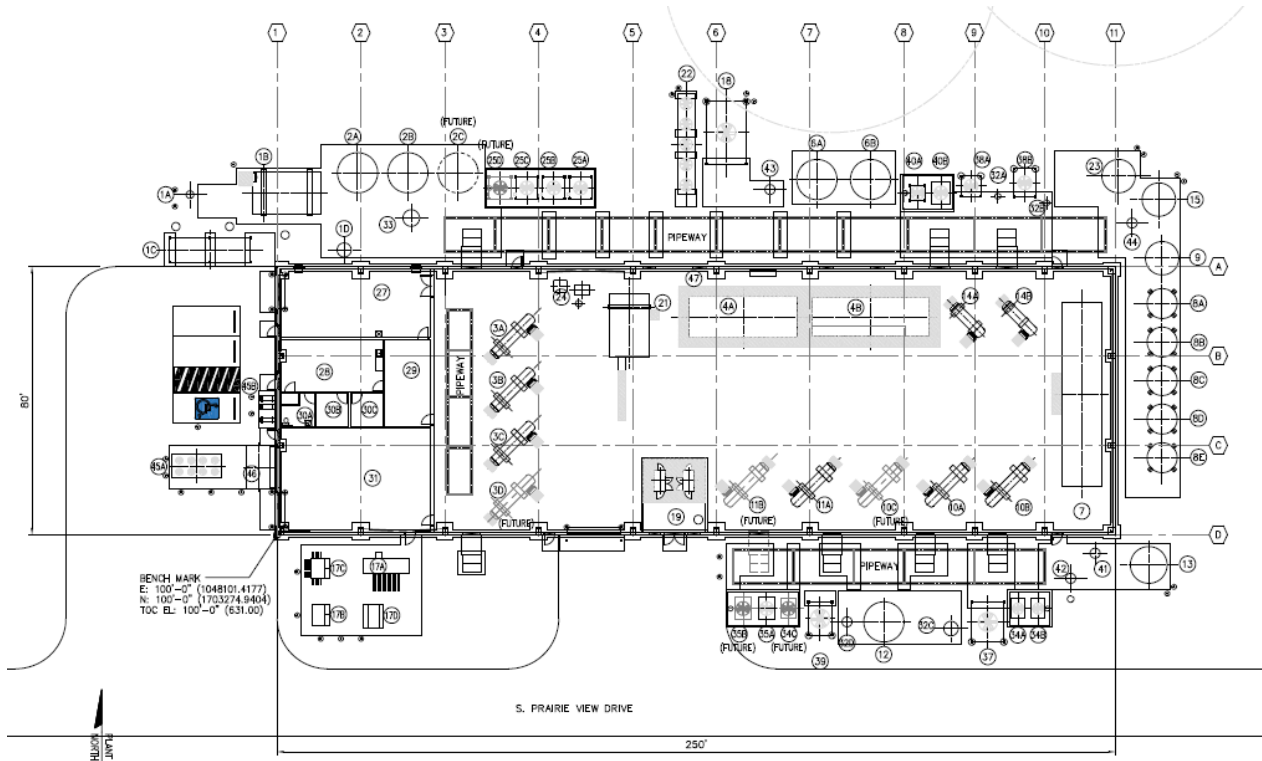 1 2 3 4 5 6 7 8 9 10 11
22 18
(FUTURE)
2A 2B 2C
(FUTURE)
1B 25D 25C 25B 25A 6A 6B 40A 40B 38A 38B 23
1A 43 32A 15
33 32B 44
1D PIPEWAY
1C 47 9
A
27 24 21 4A 4B 14A 14B 8A
3A
28 29 PIPEWAY 8B
B
45B 3B 8C
30A 30B 30C 8D
3C C
45A 46 31 3D 8E
80'
(FUTURE) 19 11B 11A 10C 10A 10B 7
(FUTURE) (FUTURE)
D
17C 17A PIPEWAY 42 41 13
BENCH MARK
E: 100'-0" (1048101.4177)
N: 100'-0" (1703274.9404)
TOC EL: 100'-0" (631.00)
17B 17D
35B 35A 34C 32D 32C 34A 34B
(FUTURE) (FUTURE) 39 12 37
S. PRAIRIE VIEW DRIVE
PLANT
NORTH
250'